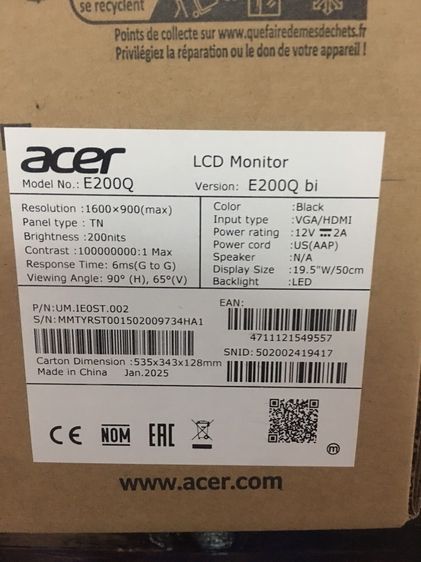 se recyclent
Points de collecte sur www.quefairedemesdechets.fr
Privilégiez la réparation ou le don de votre appareil !
acer
LCD Monitor
Model No.: E200Q
Version: E200Q bi
Resolution :1600×900(max)
Panel type : TN
Brightness :200nits
Contrast :100000000:1 Max
Response Time: 6ms(G to G)
Viewing Angle: 90° (H), 65°(V)
Color :Black
Input type :VGA/HDMI
Power rating :12V ⎓ 2A
Power cord :US(AAP)
Speaker :N/A
Display Size :19.5"W/50cm
Backlight :LED
P/N:UM.IE0ST.002
S/N:MMTYRST001502009734HA1
EAN:
4711121549557
SNID: 502002419417
Carton Dimension :535x343x128mm
Made in China Jan.2025
CE NOM EAC
m
www.acer.com